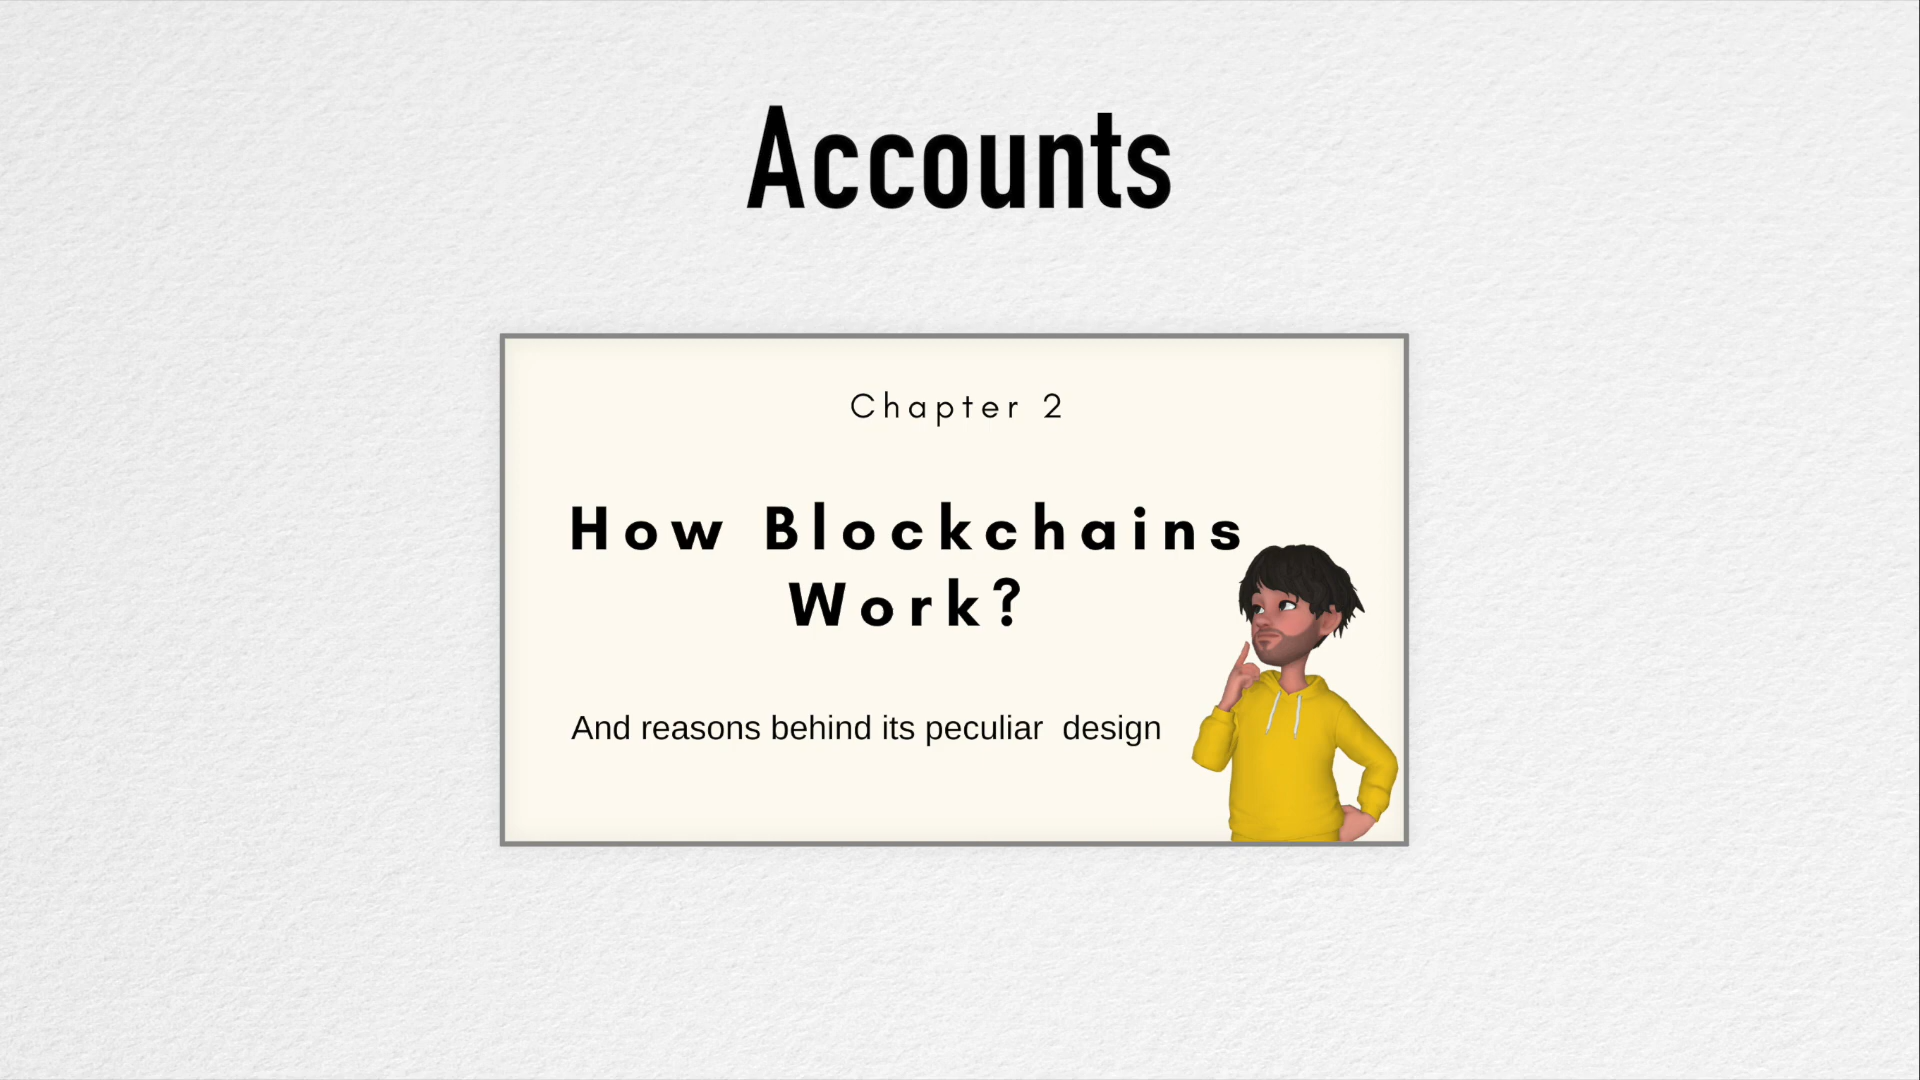 Accounts
Chapter 2
How Blockchains
Work?
And reasons behind its peculiar  design